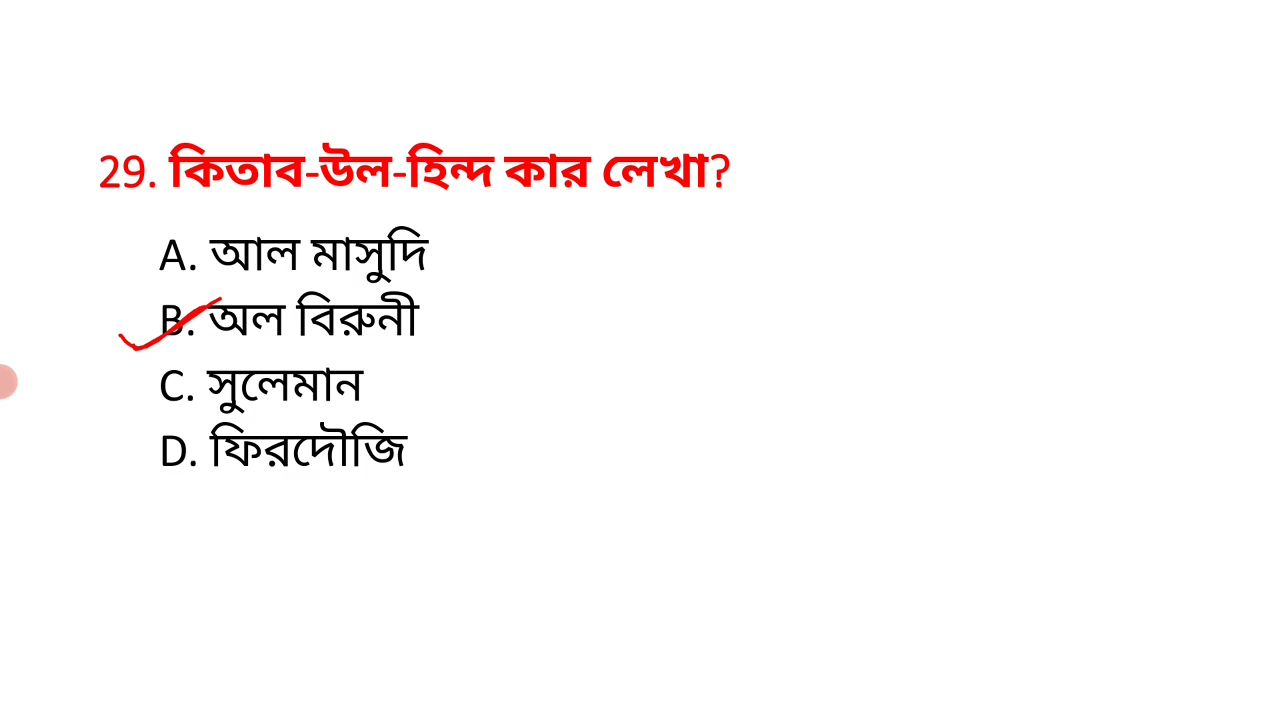 29. কিতাব-উল-হিন্দ কার লেখা?
A. আল মাসুদি
B. অল বিরুনী
C. সুলেমান
D. ফিরদৌজি